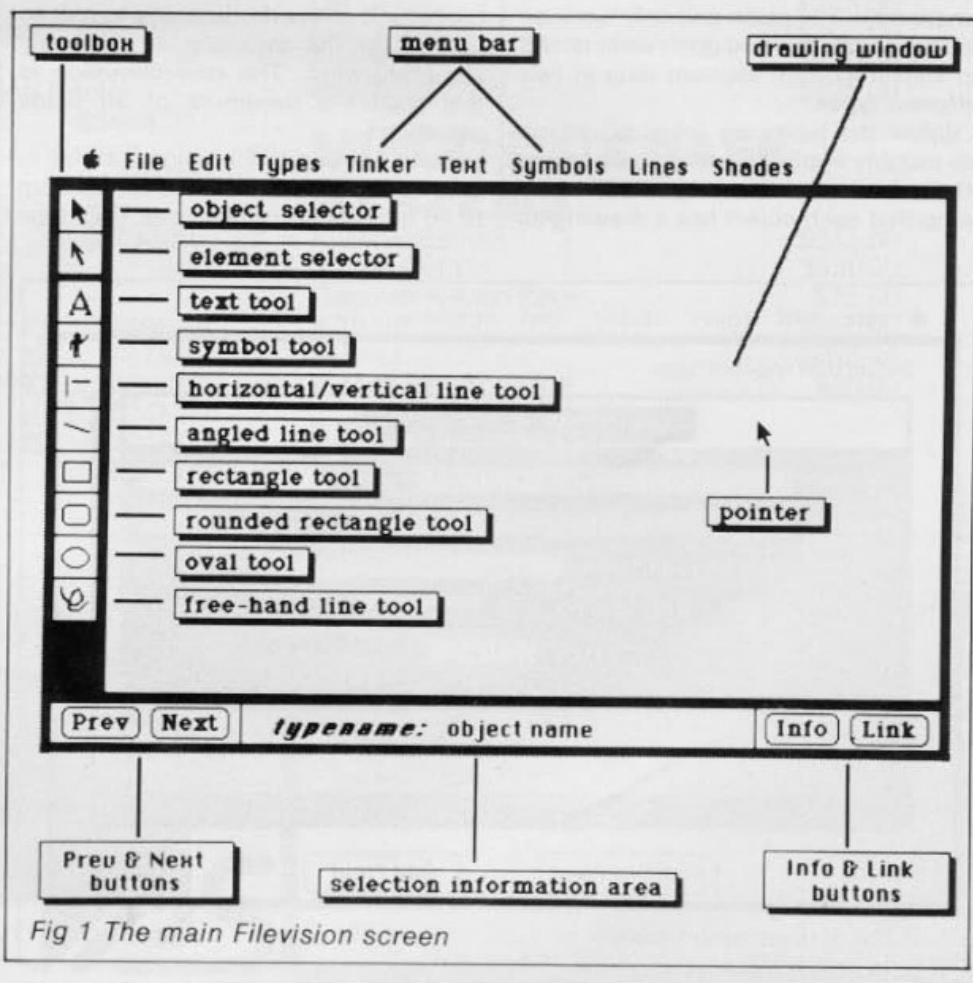 toolbox
menu bar
drawing window
File Edit Types Tinker Text Symbols Lines Shades
object selector
element selector
A text tool
symbol tool
horizontal/vertical line tool
angled line tool
rectangle tool
rounded rectangle tool
oval tool
free-hand line tool
pointer
Prev Next typename: object name Info Link
Prev & Next
buttons
selection information area
Info & Link
buttons
Fig 1 The main Filevision screen